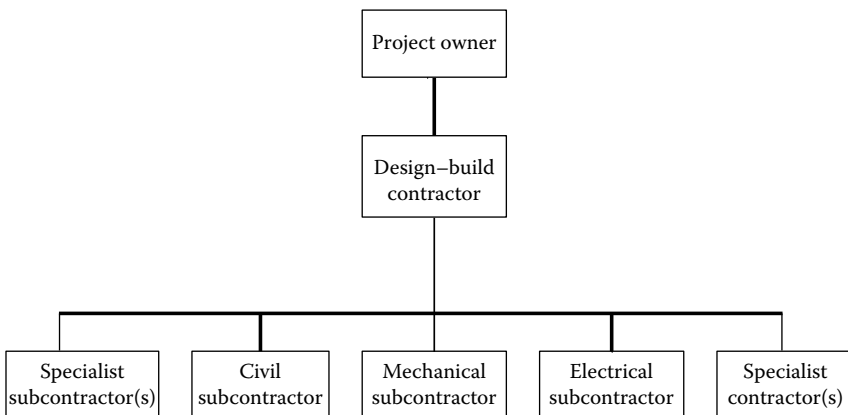 Project owner
Design–build
contractor
Specialist
subcontractor(s)
Civil
subcontractor
Mechanical
subcontractor
Electrical
subcontractor
Specialist
contractor(s)